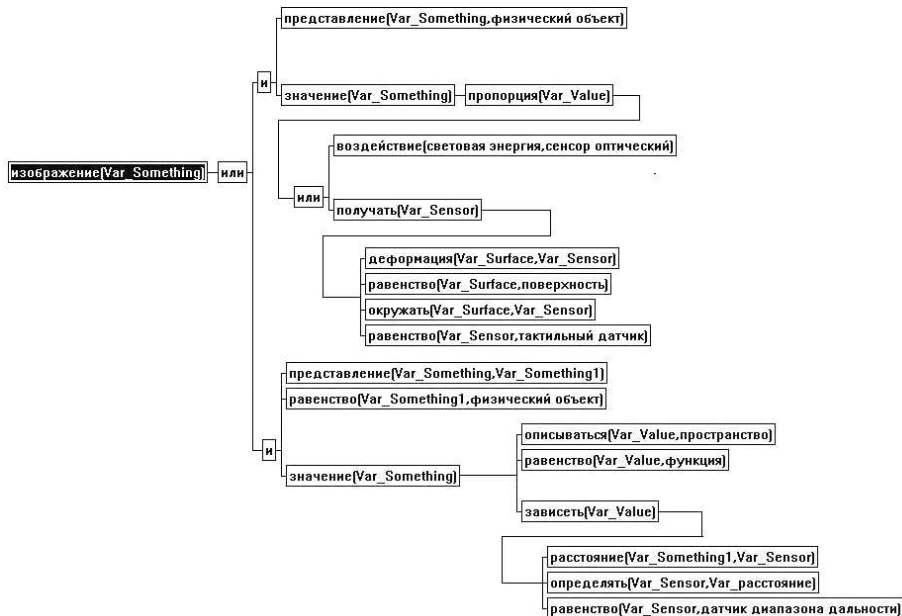 представление(Var_Something,физический объект)
и
значение(Var_Something)
пропорция(Var_Value)
воздействие(световая энергия,сенсор оптический)
изображение(Var_Something)
или
или
получать(Var_Sensor)
деформация(Var_Surface,Var_Sensor)
равенство(Var_Surface,поверхность)
окружать(Var_Surface,Var_Sensor)
равенство(Var_Sensor,тактильный датчик)
представление(Var_Something,Var_Something1)
равенство(Var_Something1,физический объект)
и
значение(Var_Something)
описываться(Var_Value,пространство)
равенство(Var_Value,функция)
зависеть(Var_Value)
расстояние(Var_Something1,Var_Sensor)
определять(Var_Sensor,Var_расстояние)
равенство(Var_Sensor,датчик диапазона дальности)